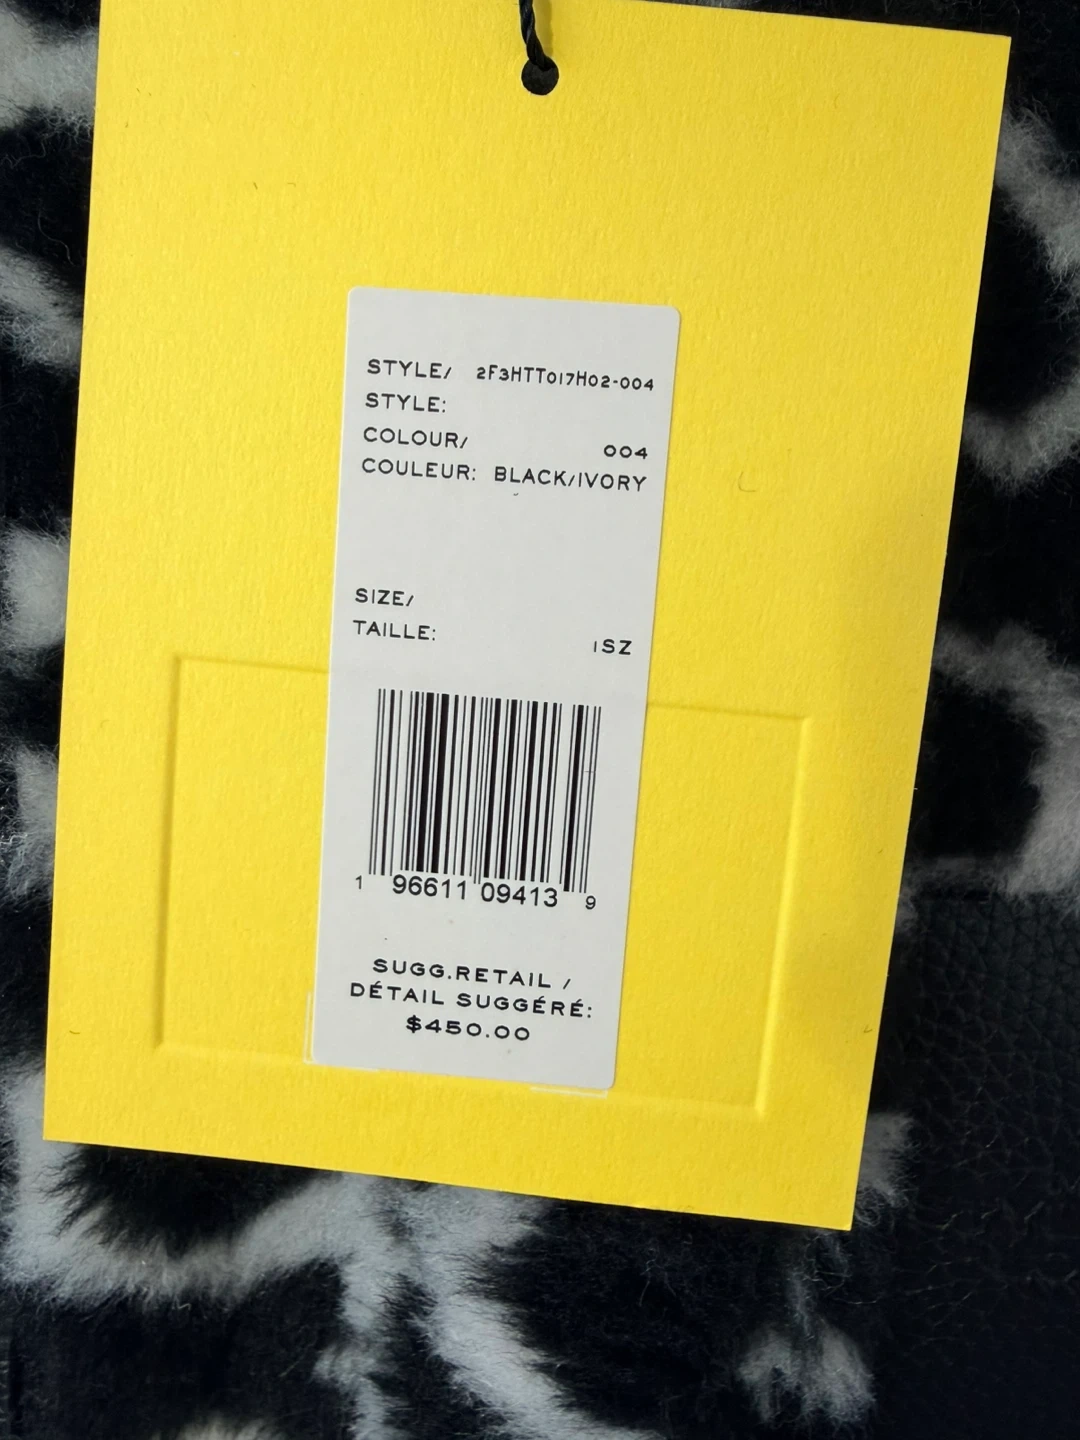 STYLE/ 2F3HTT017H02-004
STYLE:
COLOUR/ 004
COULEUR: BLACK/IVORY
SIZE/
TAILLE: 1SZ
1 96611 09413 9
SUGG.RETAIL /
DÉTAIL SUGGÉRÉ:
$450.00